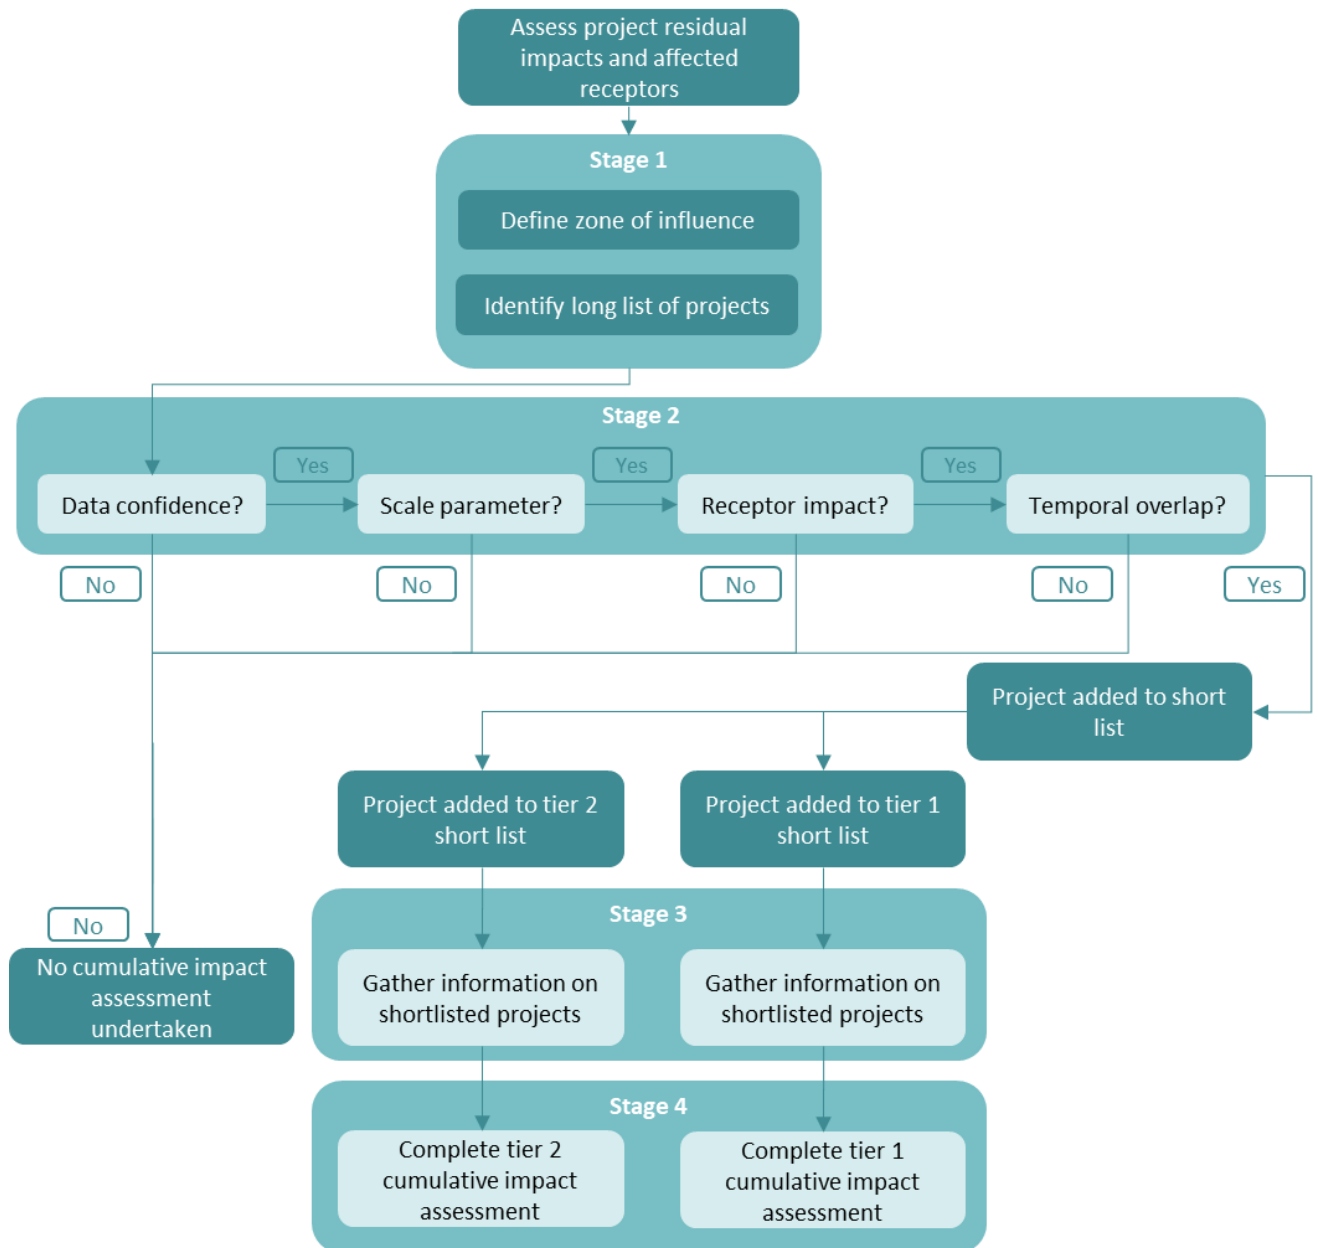 Assess project residual
impacts and affected
receptors
Stage 1
Define zone of influence
Identify long list of projects
Stage 2
Yes
Yes
Yes
Data confidence?
Scale parameter?
Receptor impact?
Temporal overlap?
No
No
No
No
Yes
Project added to short
list
Project added to tier 2
short list
Project added to tier 1
short list
No
No cumulative impact
assessment
undertaken
Stage 3
Gather information on
shortlisted projects
Gather information on
shortlisted projects
Stage 4
Complete tier 2
cumulative impact
assessment
Complete tier 1
cumulative impact
assessment